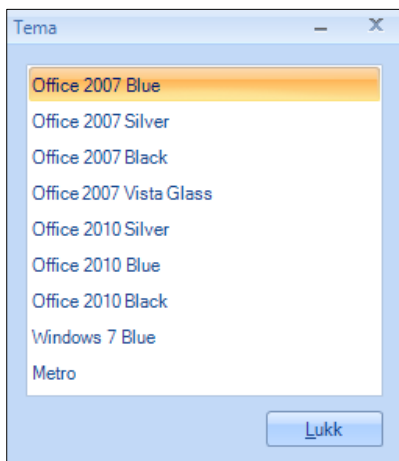 Tema
Office 2007 Blue
Office 2007 Silver
Office 2007 Black
Office 2007 Vista Glass
Office 2010 Silver
Office 2010 Blue
Office 2010 Black
Windows 7 Blue
Metro
Lukk